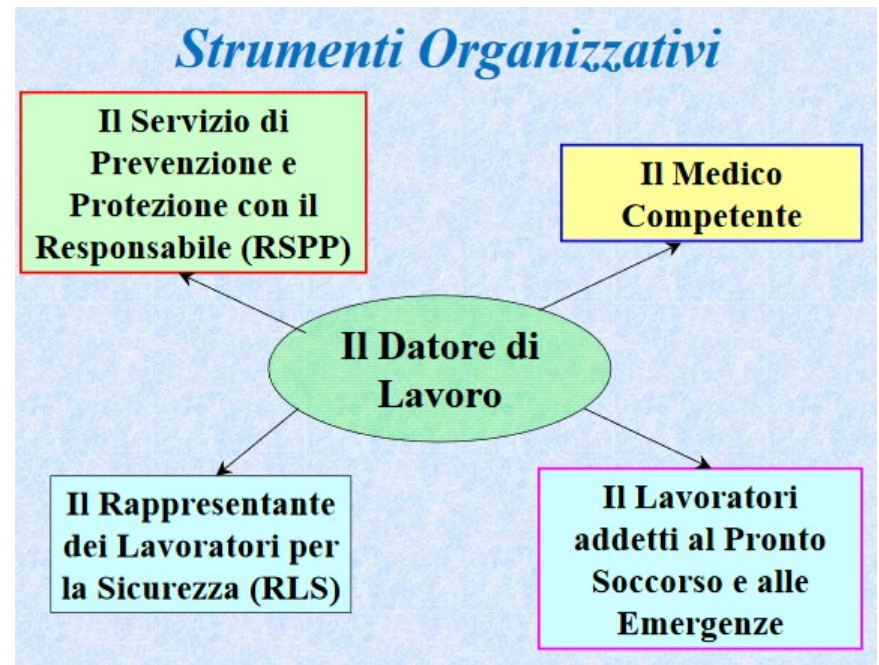 Strumenti Organizzativi
Il Servizio di
Prevenzione e
Protezione con il
Responsabile (RSPP)
Il Medico
Competente
Il Datore di
Lavoro
Il Rappresentante
dei Lavoratori per
la Sicurezza (RLS)
Il Lavoratori
addetti al Pronto
Soccorso e alle
Emergenze